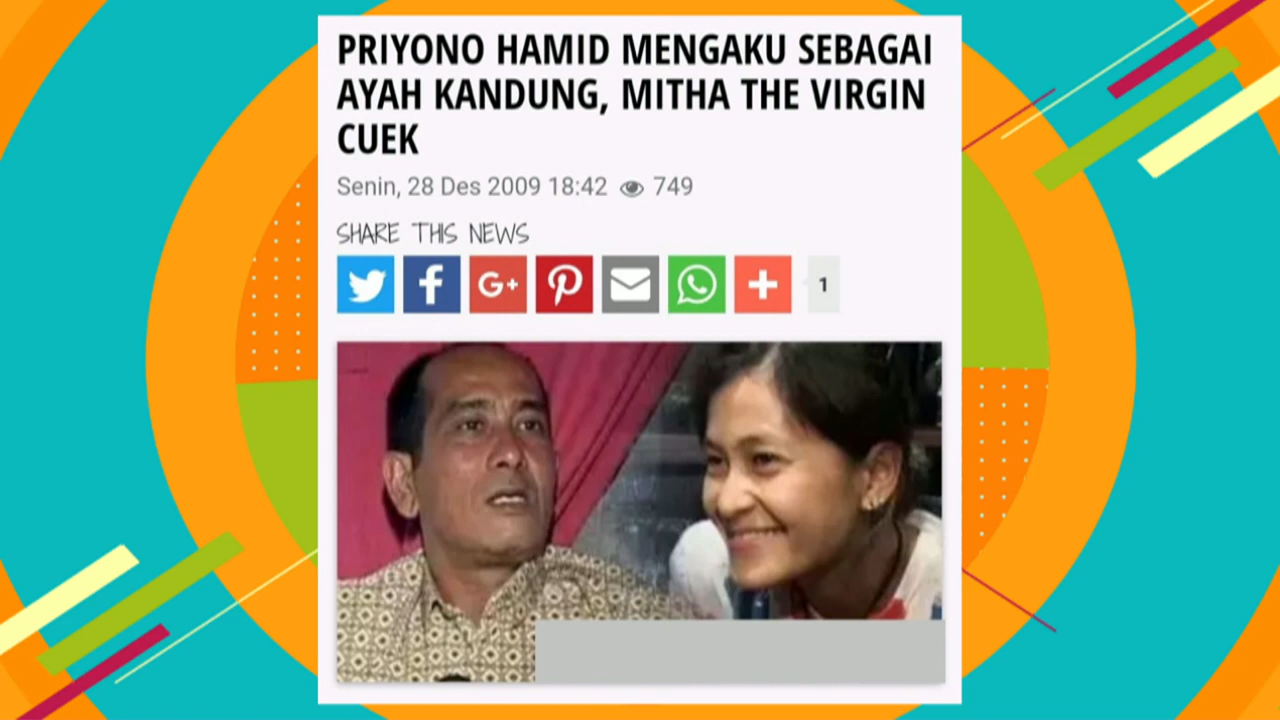 PRIYONO HAMID MENGAKU SEBAGAI
AYAH KANDUNG, MITHA THE VIRGIN
CUEK
Senin, 28 Des 2009 18:42 749
SHARE THIS NEWS
G+
1